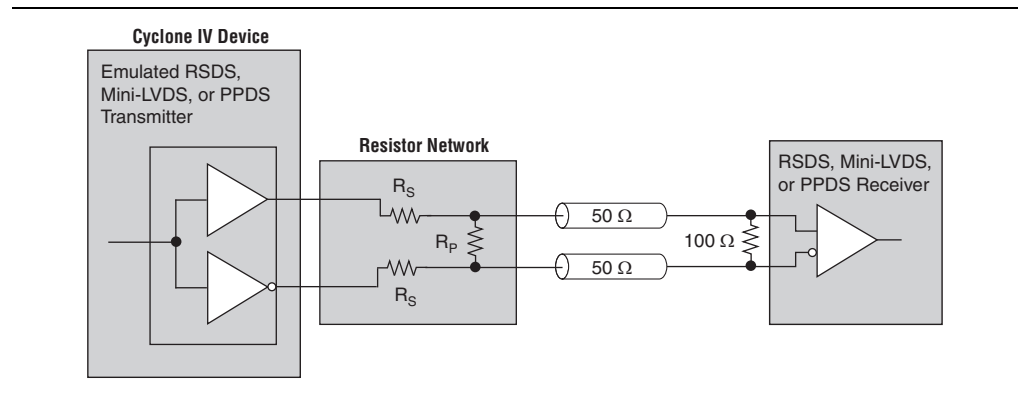 Cyclone IV Device
Emulated RSDS,
Mini-LVDS, or PPDS
Transmitter
Resistor Network
RS
RP
RS
50 Ω
50 Ω
100 Ω
RSDS, Mini-LVDS,
or PPDS Receiver